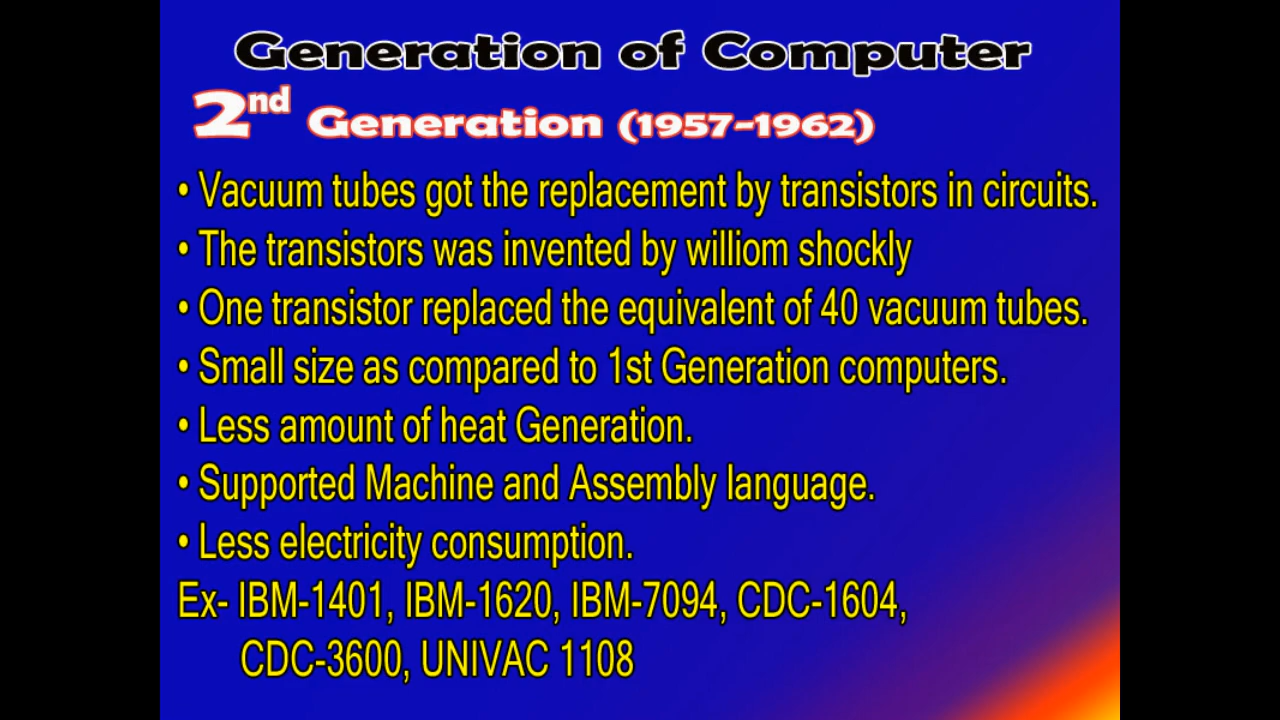 Generation of Computer
2nd Generation (1957-1962)
• Vacuum tubes got the replacement by transistors in circuits.
• The transistors was invented by williom shockly
• One transistor replaced the equivalent of 40 vacuum tubes.
• Small size as compared to 1st Generation computers.
• Less amount of heat Generation.
• Supported Machine and Assembly language.
• Less electricity consumption.
Ex- IBM-1401, IBM-1620, IBM-7094, CDC-1604,
CDC-3600, UNIVAC 1108